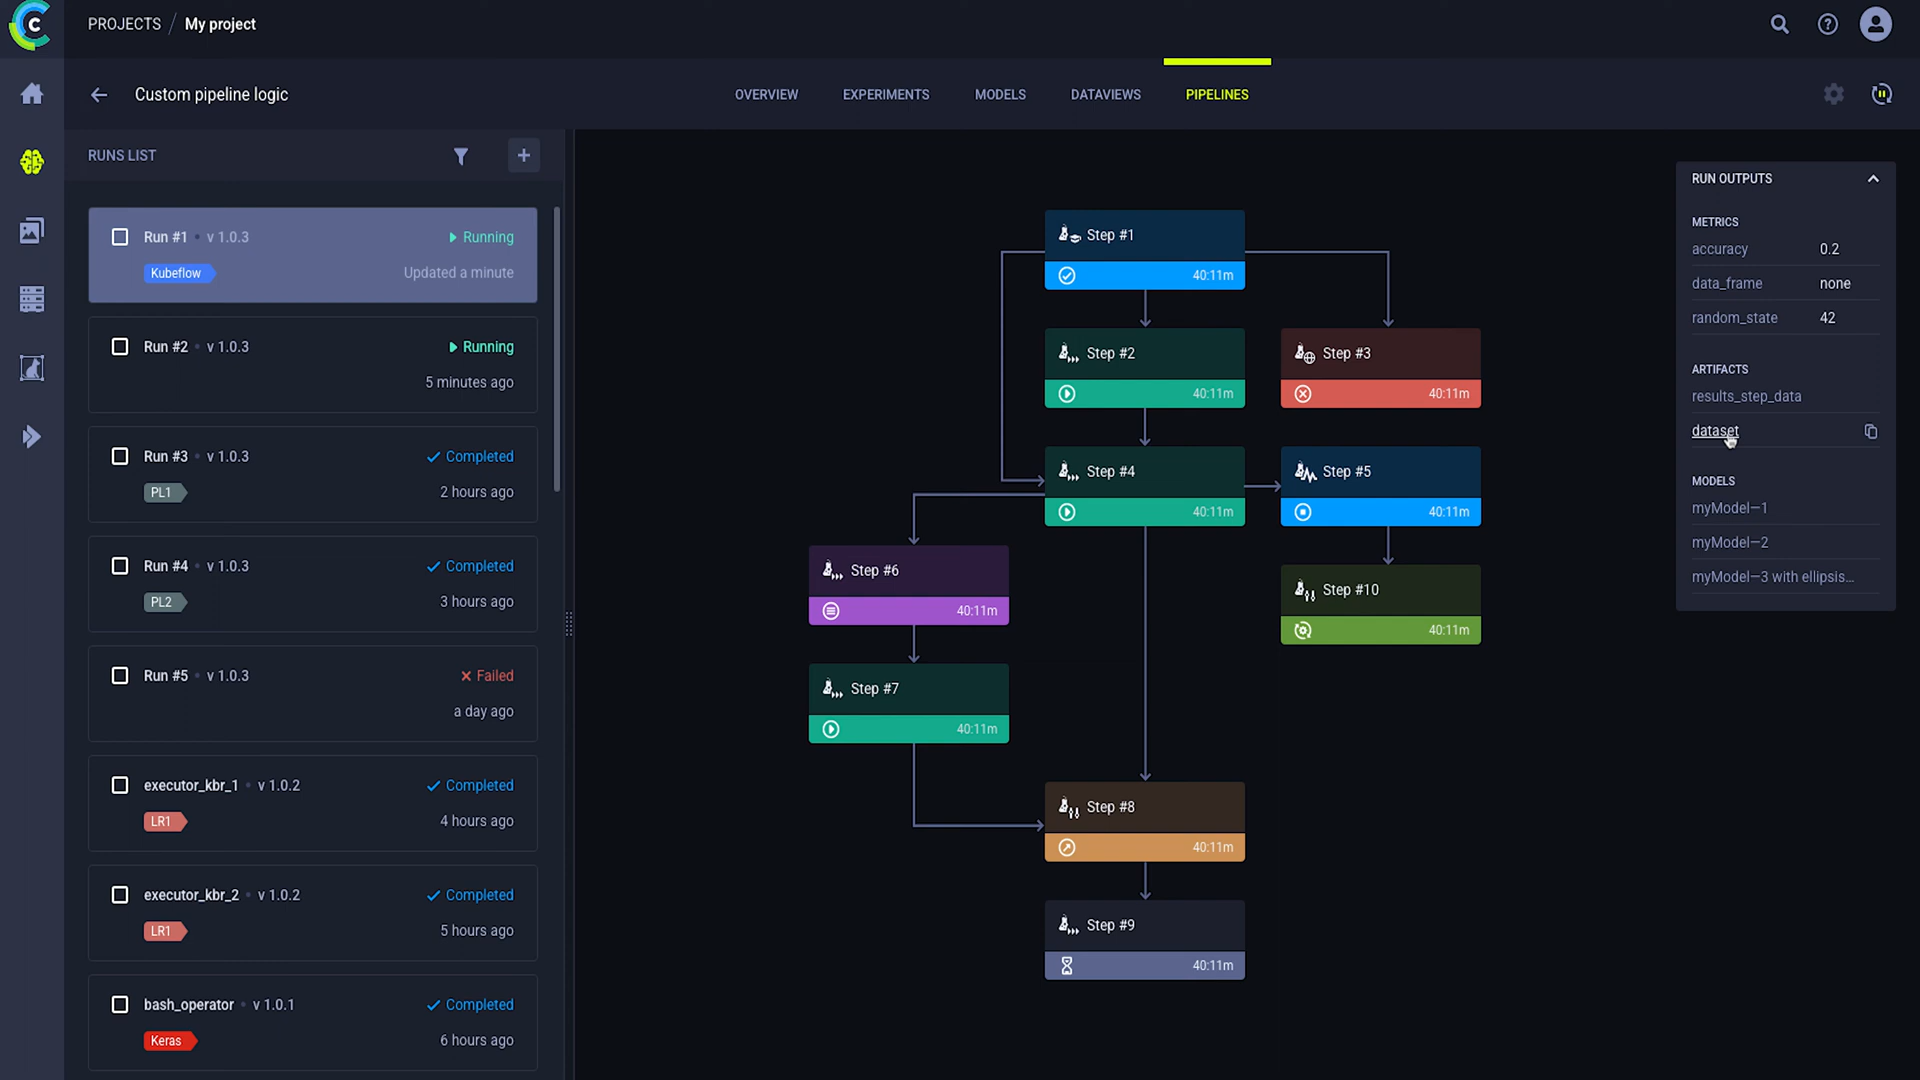 PROJECTS / My project
Custom pipeline logic
OVERVIEW
EXPERIMENTS
MODELS
DATAVIEWS
PIPELINES
RUNS LIST
Run #1 • v 1.0.3 Running
Kubeflow Updated a minute
Run #2 • v 1.0.3 Running
5 minutes ago
Run #3 • v 1.0.3 Completed
PL1 2 hours ago
Run #4 • v 1.0.3 Completed
PL2 3 hours ago
Run #5 • v 1.0.3 Failed
a day ago
executor_kbr_1 • v 1.0.2 Completed
LR1 4 hours ago
executor_kbr_2 • v 1.0.2 Completed
LR1 5 hours ago
bash_operator • v 1.0.1 Completed
Keras 6 hours ago
Step #1
40:11m
Step #2
40:11m
Step #3
40:11m
Step #4
40:11m
Step #5
40:11m
Step #6
40:11m
Step #10
40:11m
Step #7
40:11m
Step #8
40:11m
Step #9
40:11m
RUN OUTPUTS
METRICS
accuracy 0.2
data_frame none
random_state 42
ARTIFACTS
results_step_data
dataset
MODELS
myModel—1
myModel—2
myModel—3 with ellipsis...